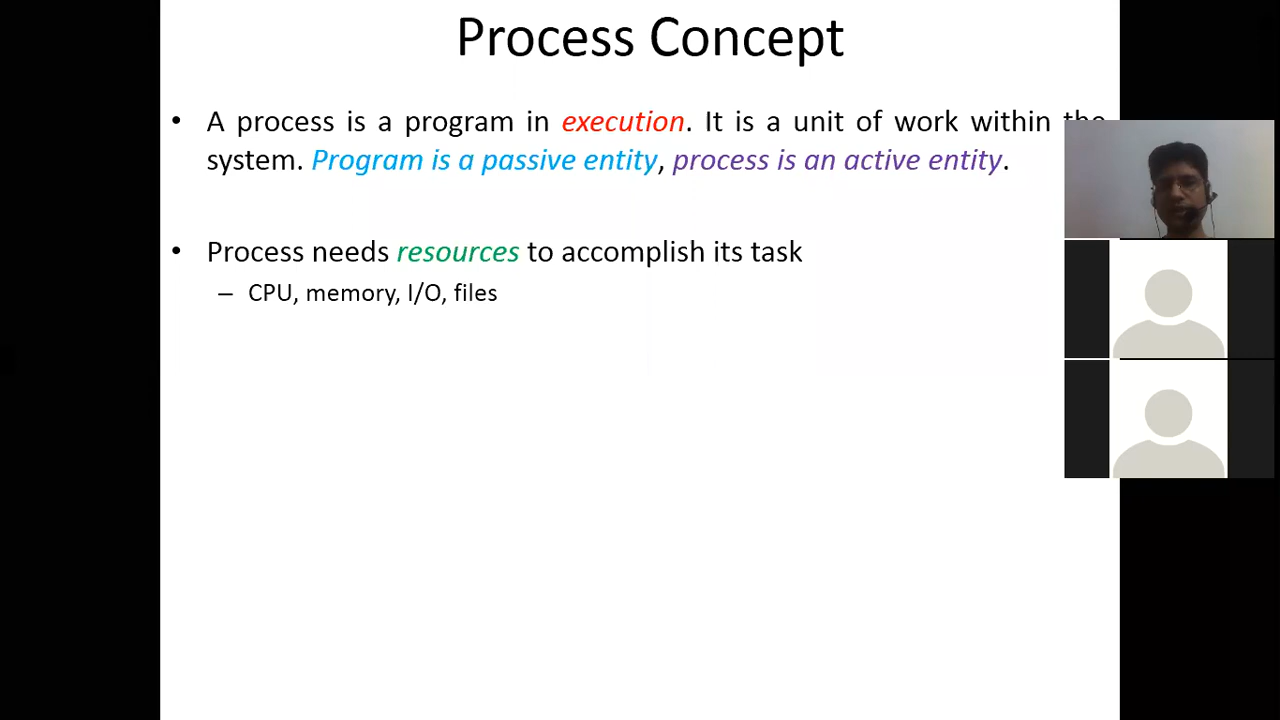 Process Concept
• A process is a program in execution. It is a unit of work within the
system. Program is a passive entity, process is an active entity.
• Process needs resources to accomplish its task
– CPU, memory, I/O, files